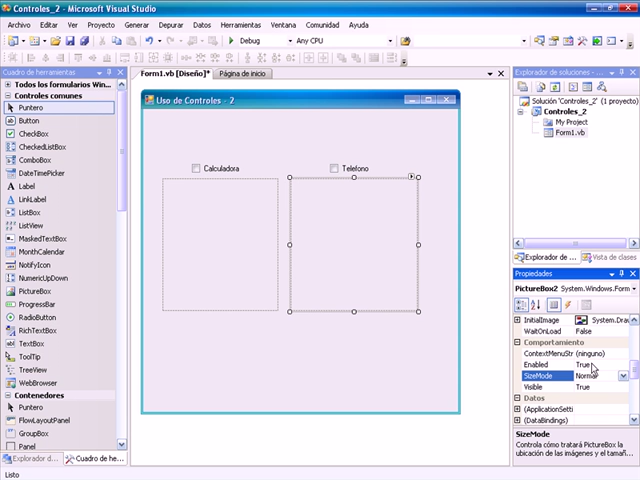 Controles_2 - Microsoft Visual Studio
Archivo Editar Ver Proyecto Generar Depurar Datos Herramientas Ventana Comunidad Ayuda
Debug Any CPU
Cuadro de herramientas
Todos los formularios Win...
Controles comunes
Puntero
Button
CheckBox
CheckedListBox
ComboBox
DateTimePicker
Label
LinkLabel
ListBox
ListView
MaskedTextBox
MonthCalendar
NotifyIcon
NumericUpDown
PictureBox
ProgressBar
RadioButton
RichTextBox
TextBox
ToolTip
TreeView
WebBrowser
Contenedores
Puntero
FlowLayoutPanel
GroupBox
Panel
Explorador d...
Cuadro de he...
Form1.vb [Diseño]*
Página de inicio
Uso de Controles - 2
Calculadora
Telefono
Explorador de soluciones - ...
Solución 'Controles_2' (1 proyecto)
Controles_2
My Project
Form1.vb
Explorador de ...
Vista de clases
Propiedades
PictureBox2 System.Windows.Form
InitialImage System.Drav
WaitOnLoad False
Comportamiento
ContextMenuStr (ninguno)
Enabled True
SizeMode Normal
Visible True
Datos
(ApplicationSetti
(DataBindings)
SizeMode
Controla cómo tratará PictureBox la ubicación de las imágenes y el tamañ...
Listo